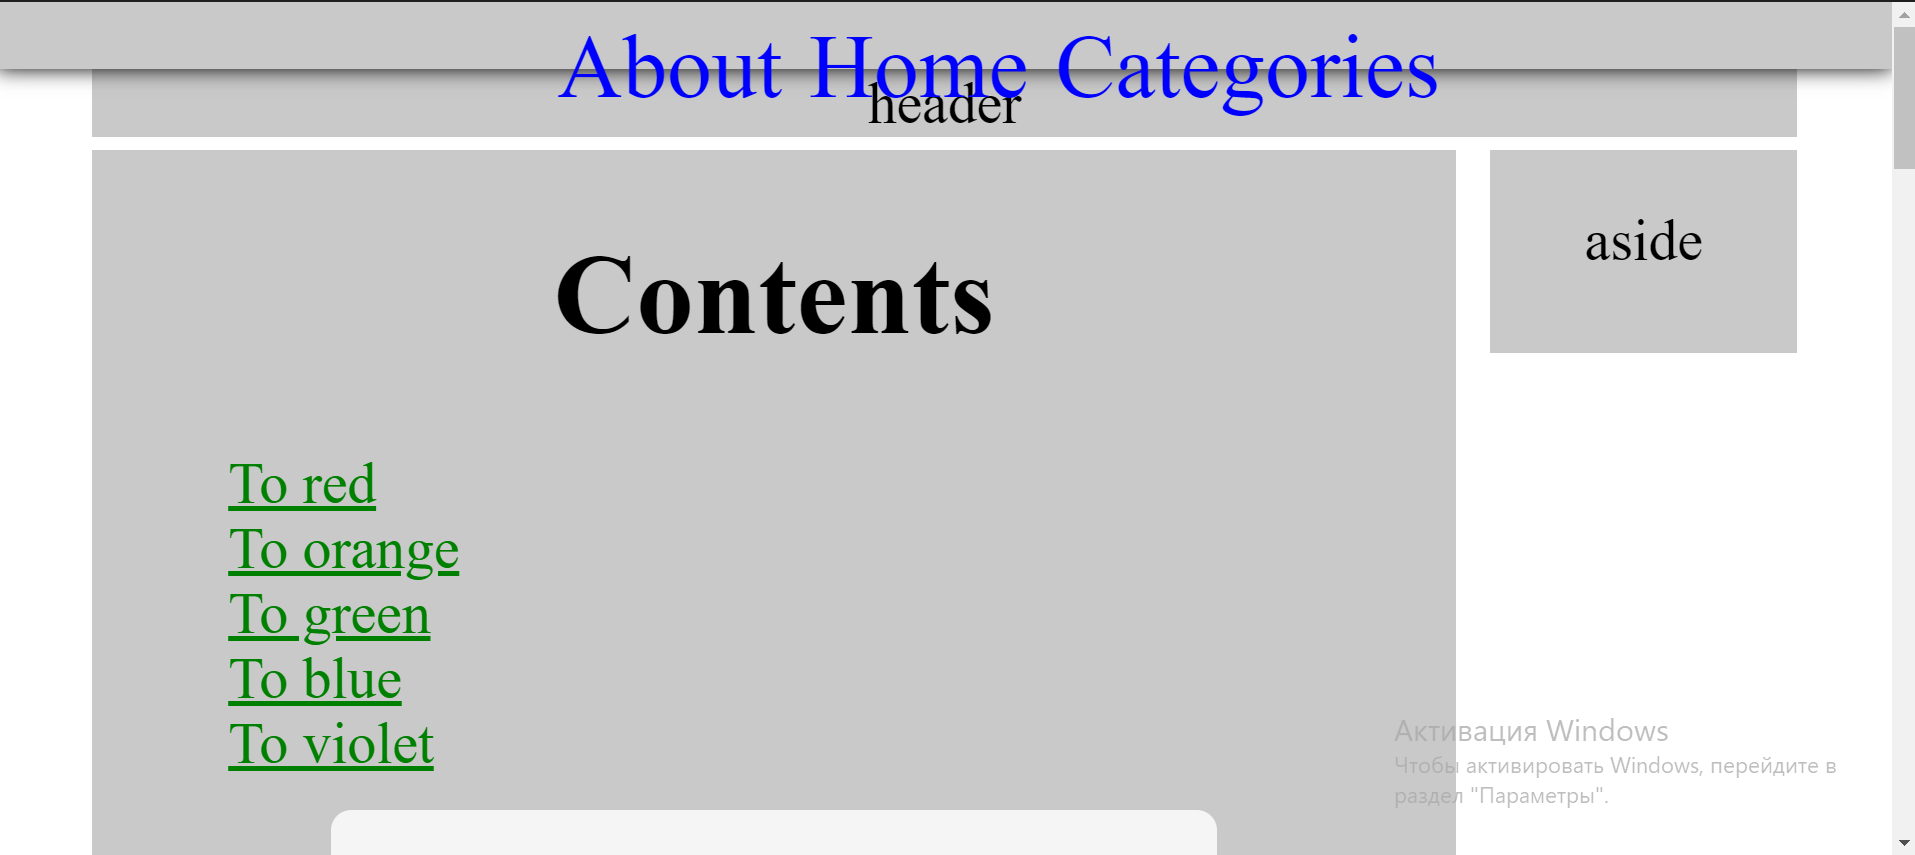 About Home Categories
header
Contents
aside
To red
To orange
To green
To blue
To violet
Активация Windows
Чтобы активировать Windows, перейдите в
раздел "Параметры".